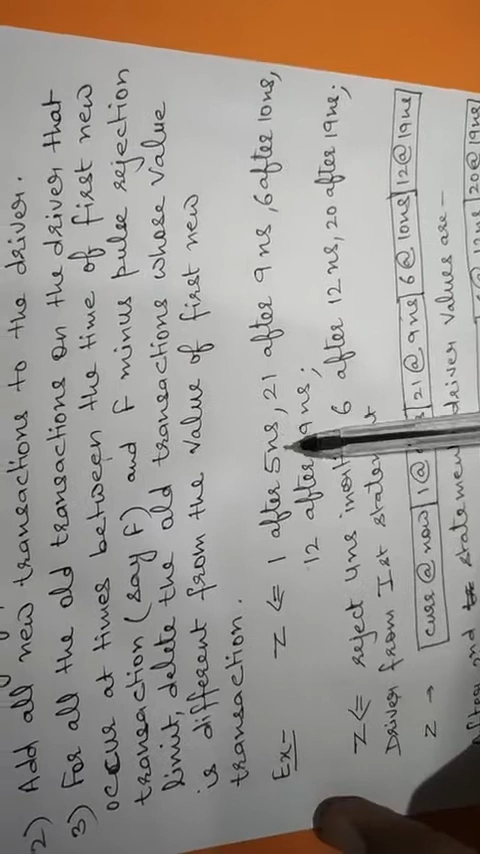 2) Add all new transactions to the driver.
3) For all the old transactions on the driver that
occur at times between the time of first new
transaction (say F) and F minus pulse rejection
limit, delete the old transactions whose value
is different from the value of first new
transaction.
Ex- Z <= 1 after 5ns, 21 after 9 ns, 6 after 10ns,
12 after 19ns;
Z <= reject 4ns inertial 6 after 12 ns, 20 after 19ns;
Driver from Ist statement
Z → curr @ now 1@ 21@ 9ns 6 @ 10ns 12@ 19ns
After 2nd statement driver values are -
@ 12ns 20@ 19ns